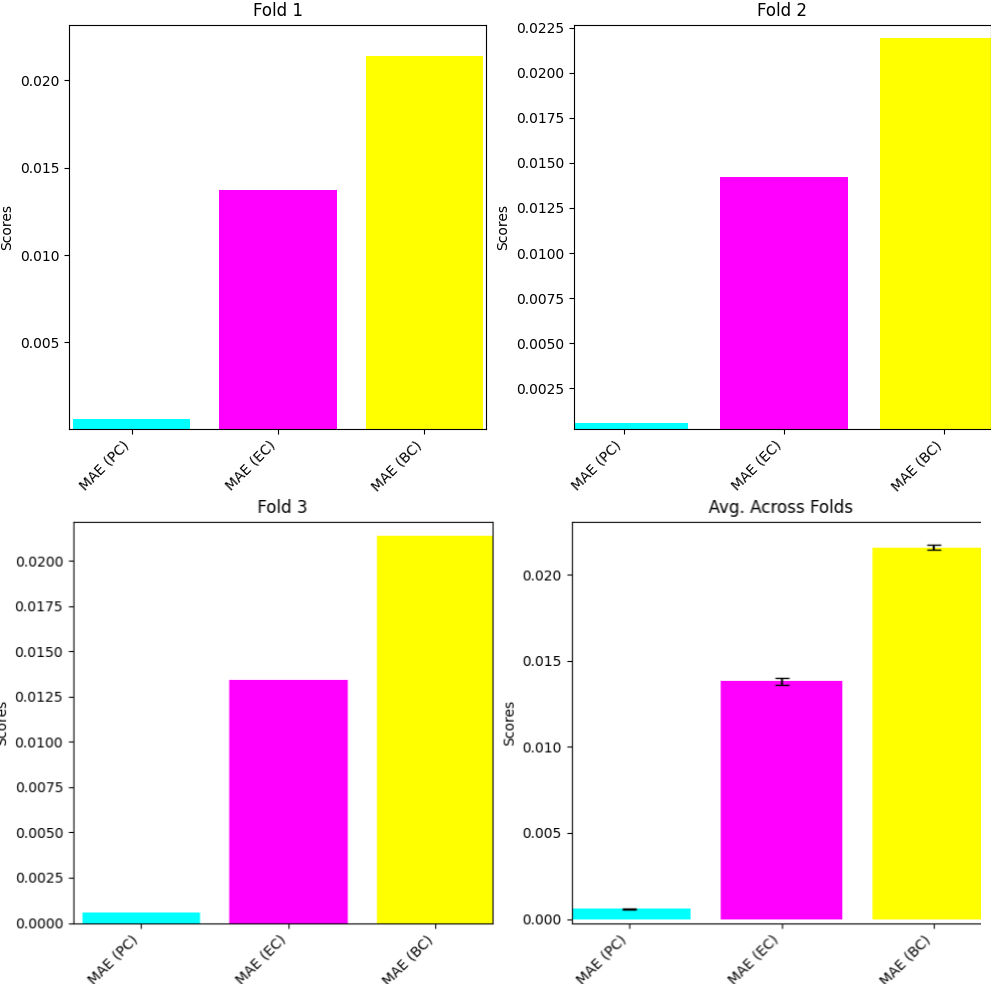 Fold 1
0.020
0.015
0.010
0.005
Scores
MAE (PC)
MAE (EC)
MAE (BC)
Fold 2
0.0225
0.0200
0.0175
0.0150
0.0125
0.0100
0.0075
0.0050
0.0025
Scores
MAE (PC)
MAE (EC)
MAE (BC)
Fold 3
0.0200
0.0175
0.0150
0.0125
0.0100
0.0075
0.0050
0.0025
0.0000
Scores
MAE (PC)
MAE (EC)
MAE (BC)
Avg. Across Folds
0.020
0.015
0.010
0.005
0.000
Scores
MAE (PC)
MAE (EC)
MAE (BC)